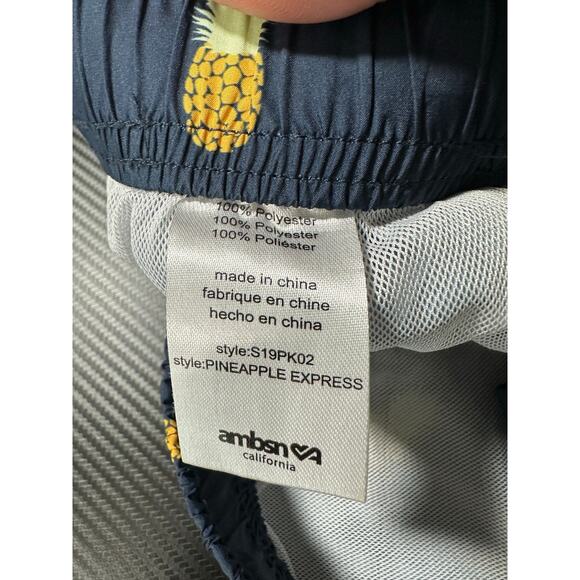 100% Polyester
100% Polyester
100% Poliéster
made in china
fabrique en chine
hecho en china
style:S19PK02
style:PINEAPPLE EXPRESS
ambsn
california